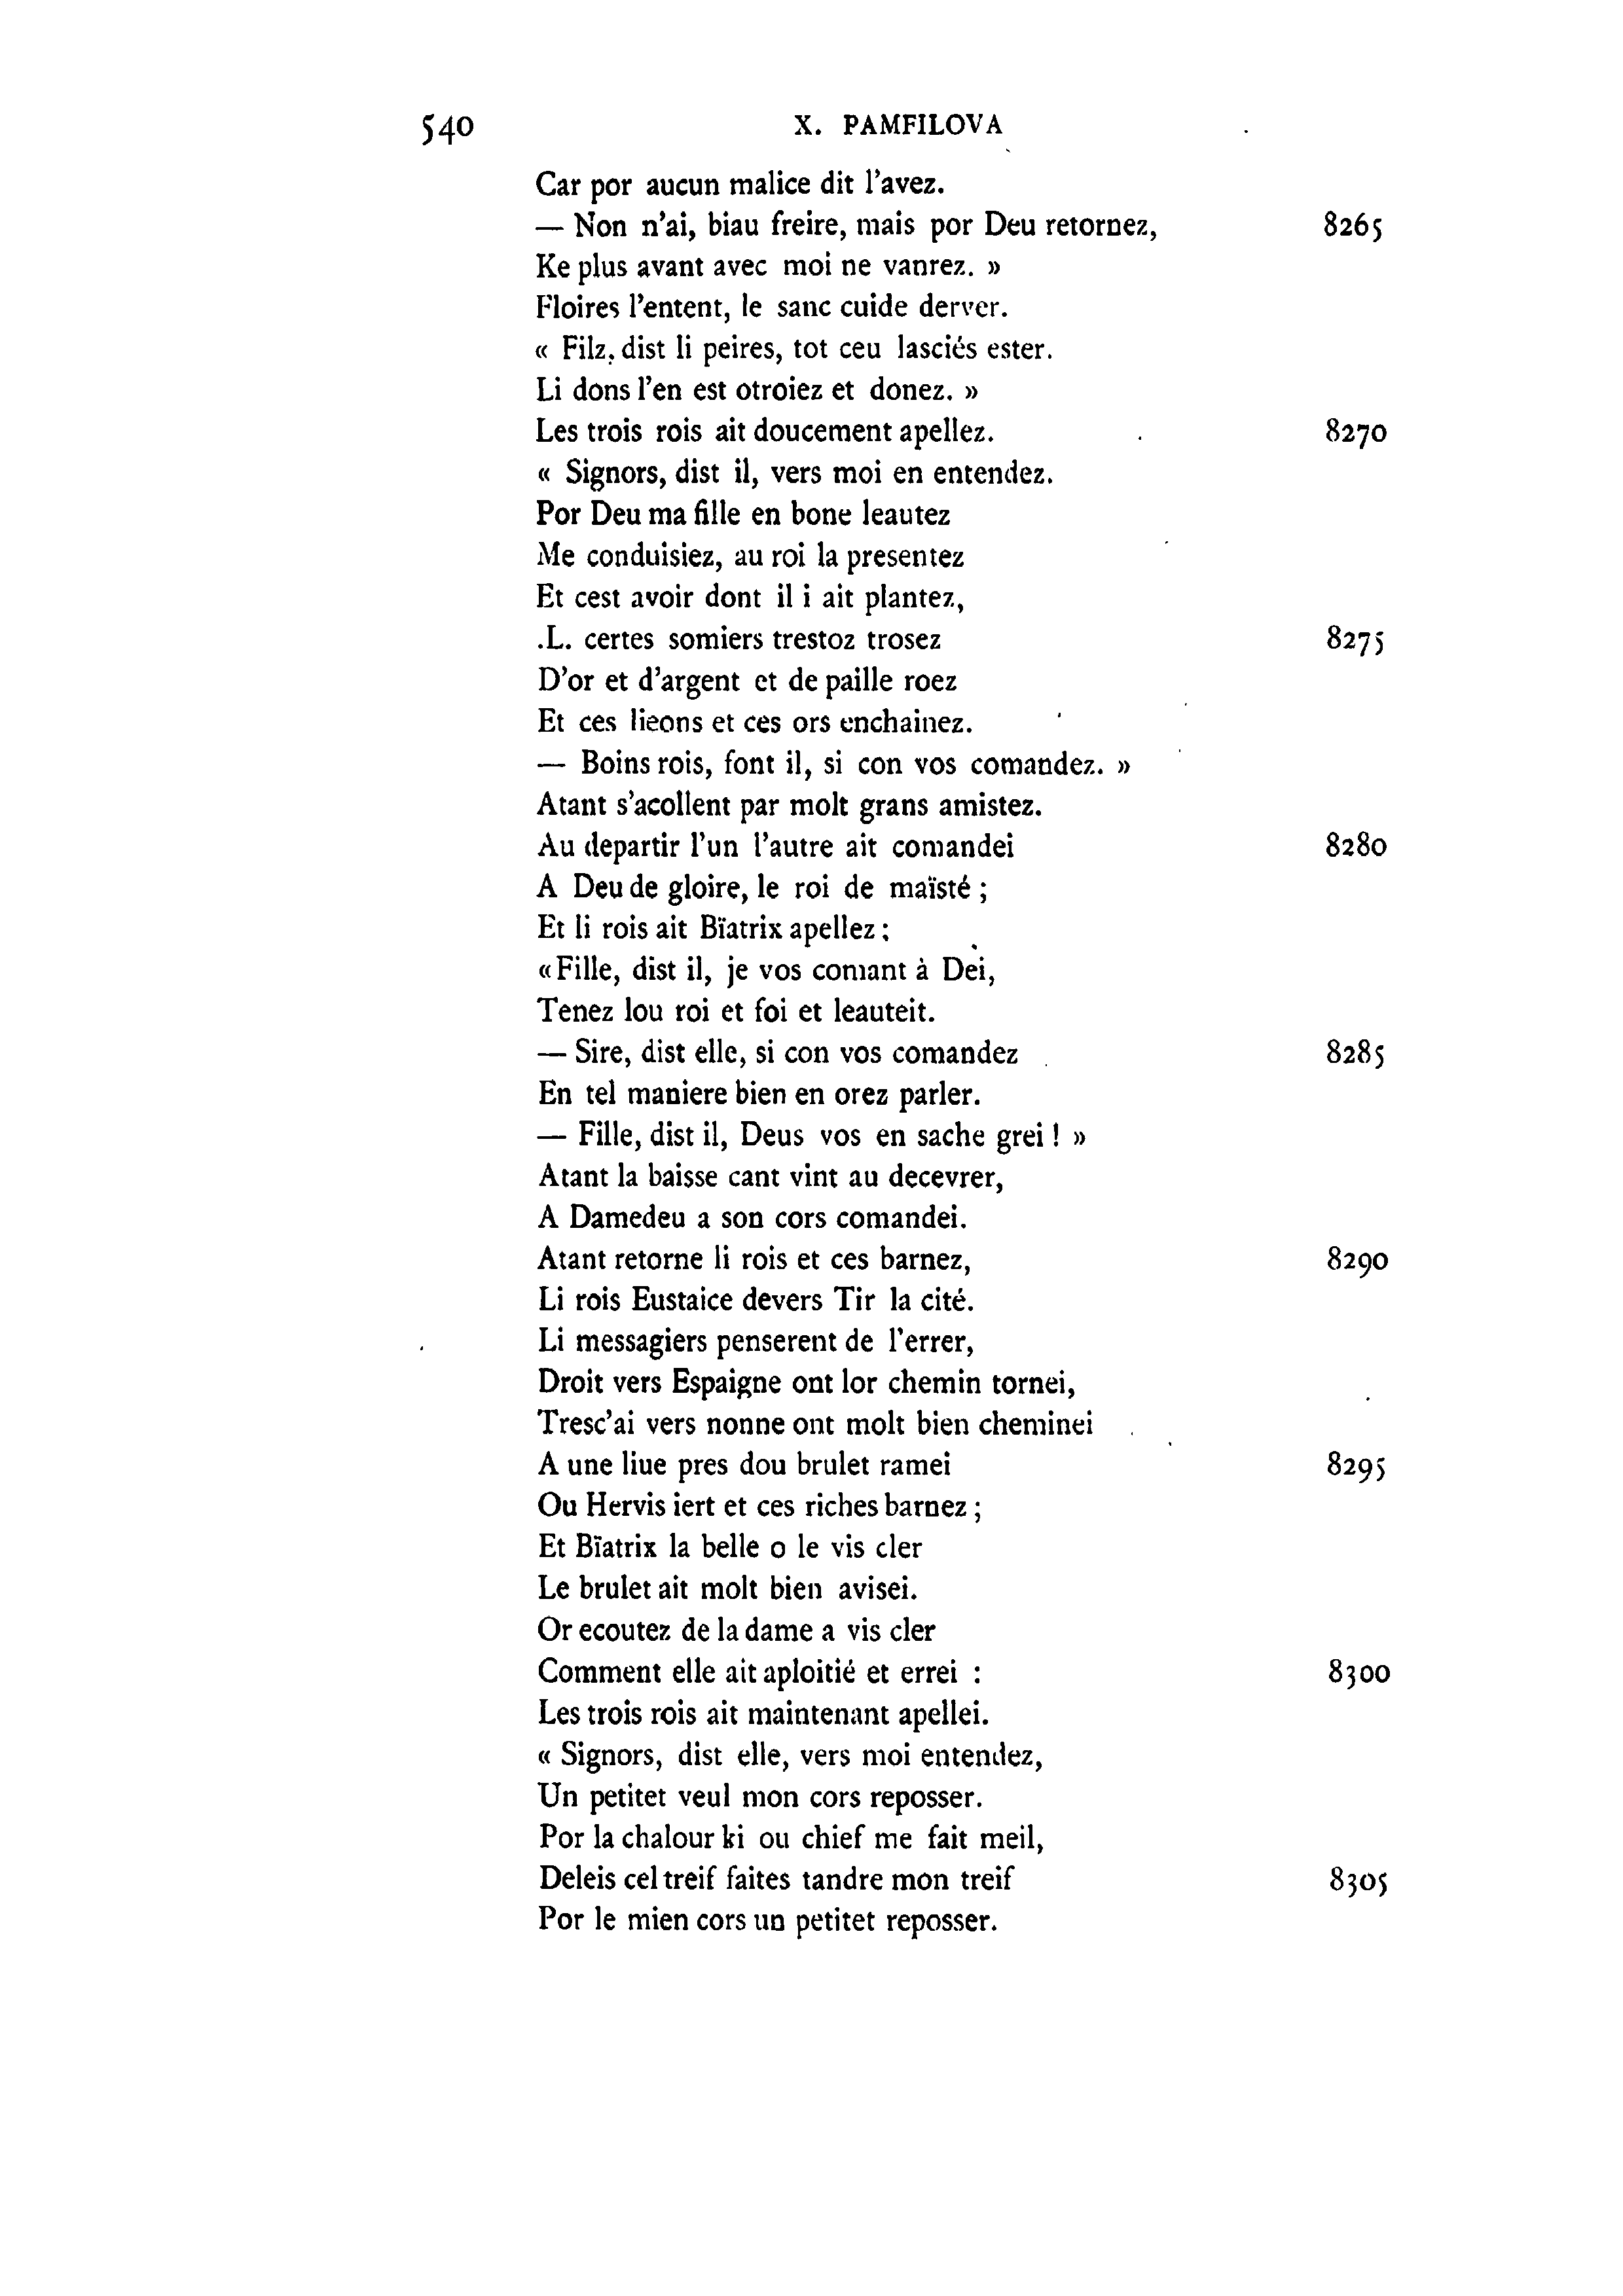 540 X. PAMFILOVA
Car por aucun malice dit l'avez.
— Non n'ai, biau freire, mais por Deu retornez, 8265
Ke plus avant avec moi ne vanrez. »
Floires l'entent, le sanc cuide derver.
« Filz, dist li peires, tot ceu lasciés ester.
Li dons l'en est otroiez et donez. »
Les trois rois ait doucement apellez. 8270
« Signors, dist il, vers moi en entendez.
Por Deu ma fille en bone leautez
Me conduisiez, au roi la presentez
Et cest avoir dont il i ait plantez,
.L. certes somiers trestoz trosez 8275
D'or et d'argent et de paille roez
Et ces lieons et ces ors enchainez.
— Boins rois, font il, si con vos comandez. »
Atant s'acollent par molt grans amistez.
Au departir l'un l'autre ait comandei 8280
A Deu de gloire, le roi de maïsté ;
Et li rois ait Bïatrix apellez ;
« Fille, dist il, je vos comant à Dei,
Tenez lou roi et foi et leauteit.
— Sire, dist elle, si con vos comandez 8285
En tel maniere bien en orez parler.
— Fille, dist il, Deus vos en sache grei ! »
Atant la baisse cant vint au decevrer,
A Damedeu a son cors comandei.
Atant retorne li rois et ces barnez, 8290
Li rois Eustaice devers Tir la cité.
Li messagiers penserent de l'errer,
Droit vers Espaigne ont lor chemin tornei,
Tresc'ai vers nonne ont molt bien cheminei
A une liue pres dou brulet ramei 8295
Ou Hervis iert et ces riches barnez ;
Et Bïatrix la belle o le vis cler
Le brulet ait molt bien avisei.
Or ecoutez de la dame a vis cler
Comment elle ait aploitié et errei : 8300
Les trois rois ait maintenant apellei.
« Signors, dist elle, vers moi entendez,
Un petitet veul mon cors reposser.
Por la chalour ki ou chief me fait meil,
Deleis cel treif faites tandre mon treif 8305
Por le mien cors un petitet reposser.